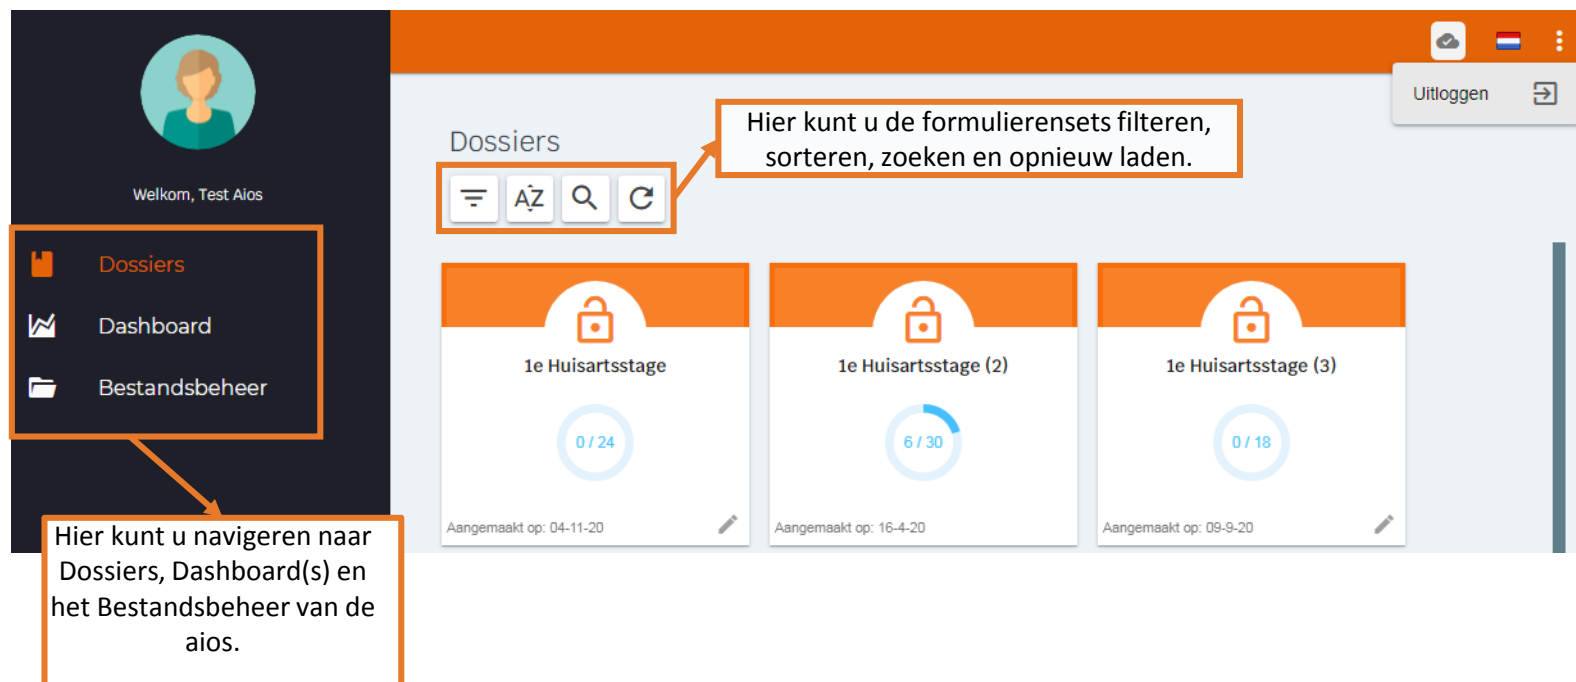 Uitloggen
Hier kunt u de formulierensets filteren,
sorteren, zoeken en opnieuw laden.
Dossiers
AZ
Welkom, Test Aios
Dossiers
Dashboard
Bestandsbeheer
1e Huisartsstage
0 / 24
Aangemaakt op: 04-11-20
1e Huisartsstage (2)
6 / 30
Aangemaakt op: 16-4-20
1e Huisartsstage (3)
0 / 18
Aangemaakt op: 09-9-20
Hier kunt u navigeren naar
Dossiers, Dashboard(s) en
het Bestandsbeheer van de
aios.